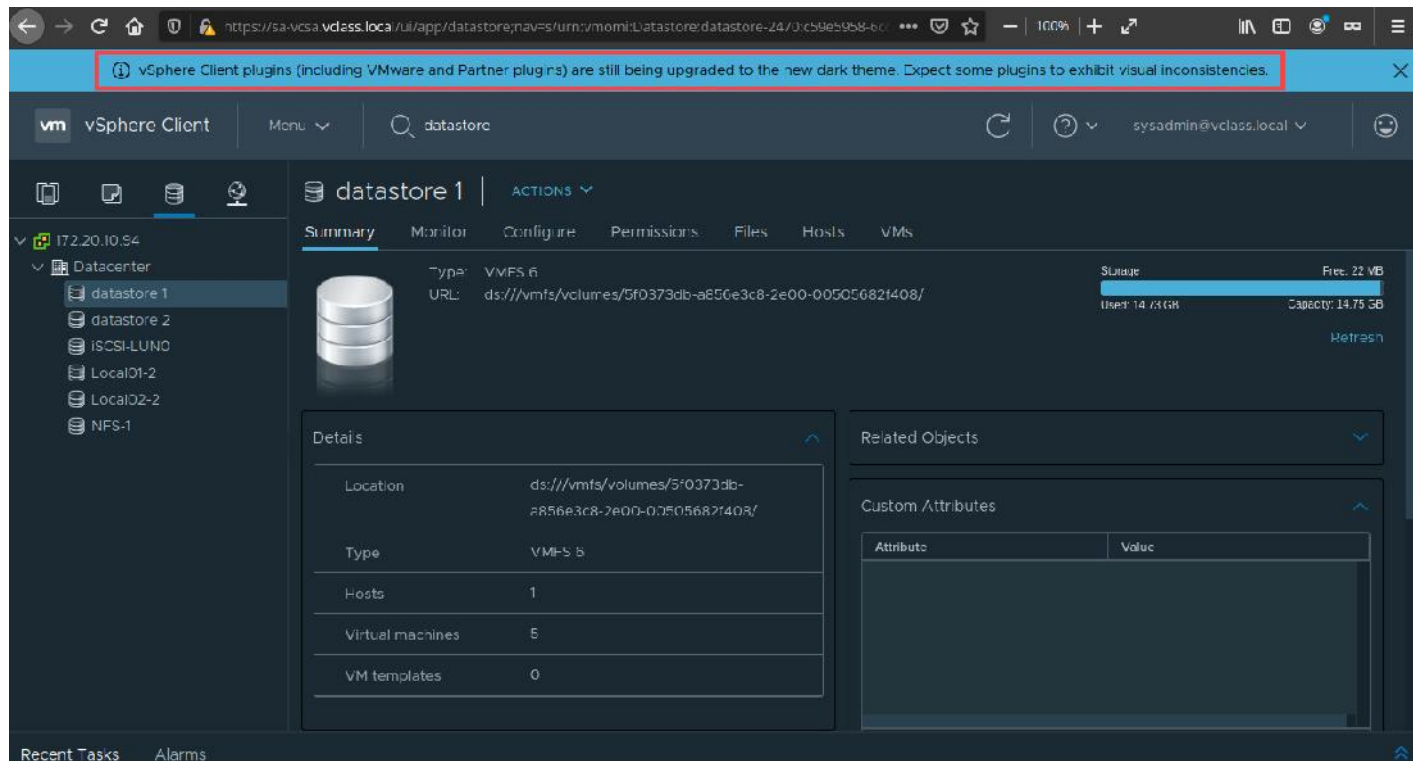 https://sa-vcsa.vclass.local/ui/app/datastore;nav=s/urn:vmomi:Datastore:datastore-2470:c59e5958-6c
100%
vSphere Client plugins (including VMware and Partner plugins) are still being upgraded to the new dark theme. Expect some plugins to exhibit visual inconsistencies.
vm vSphere Client Menu datastore sysadmin@vclass.local
datastore 1 ACTIONS
Summary Monitor Configure Permissions Files Hosts VMs
172.20.10.94
Datacenter
datastore 1
datastore 2
iSCSI-LUN0
Local01-2
Local02-2
NFS-1
Type: VMFS 6
URL: ds:///vmfs/volumes/5f0373db-a856e3c8-2e00-00505682f408/
Storage Free: 22 MB
Used: 14.73 GB Capacity: 14.75 GB
Refresh
Details
Location ds:///vmfs/volumes/5f0373db-
a856e3c8-2e00-00505682f408/
Type VMFS 6
Hosts 1
Virtual machines 5
VM templates 0
Related Objects
Custom Attributes
Attribute Value
Recent Tasks Alarms